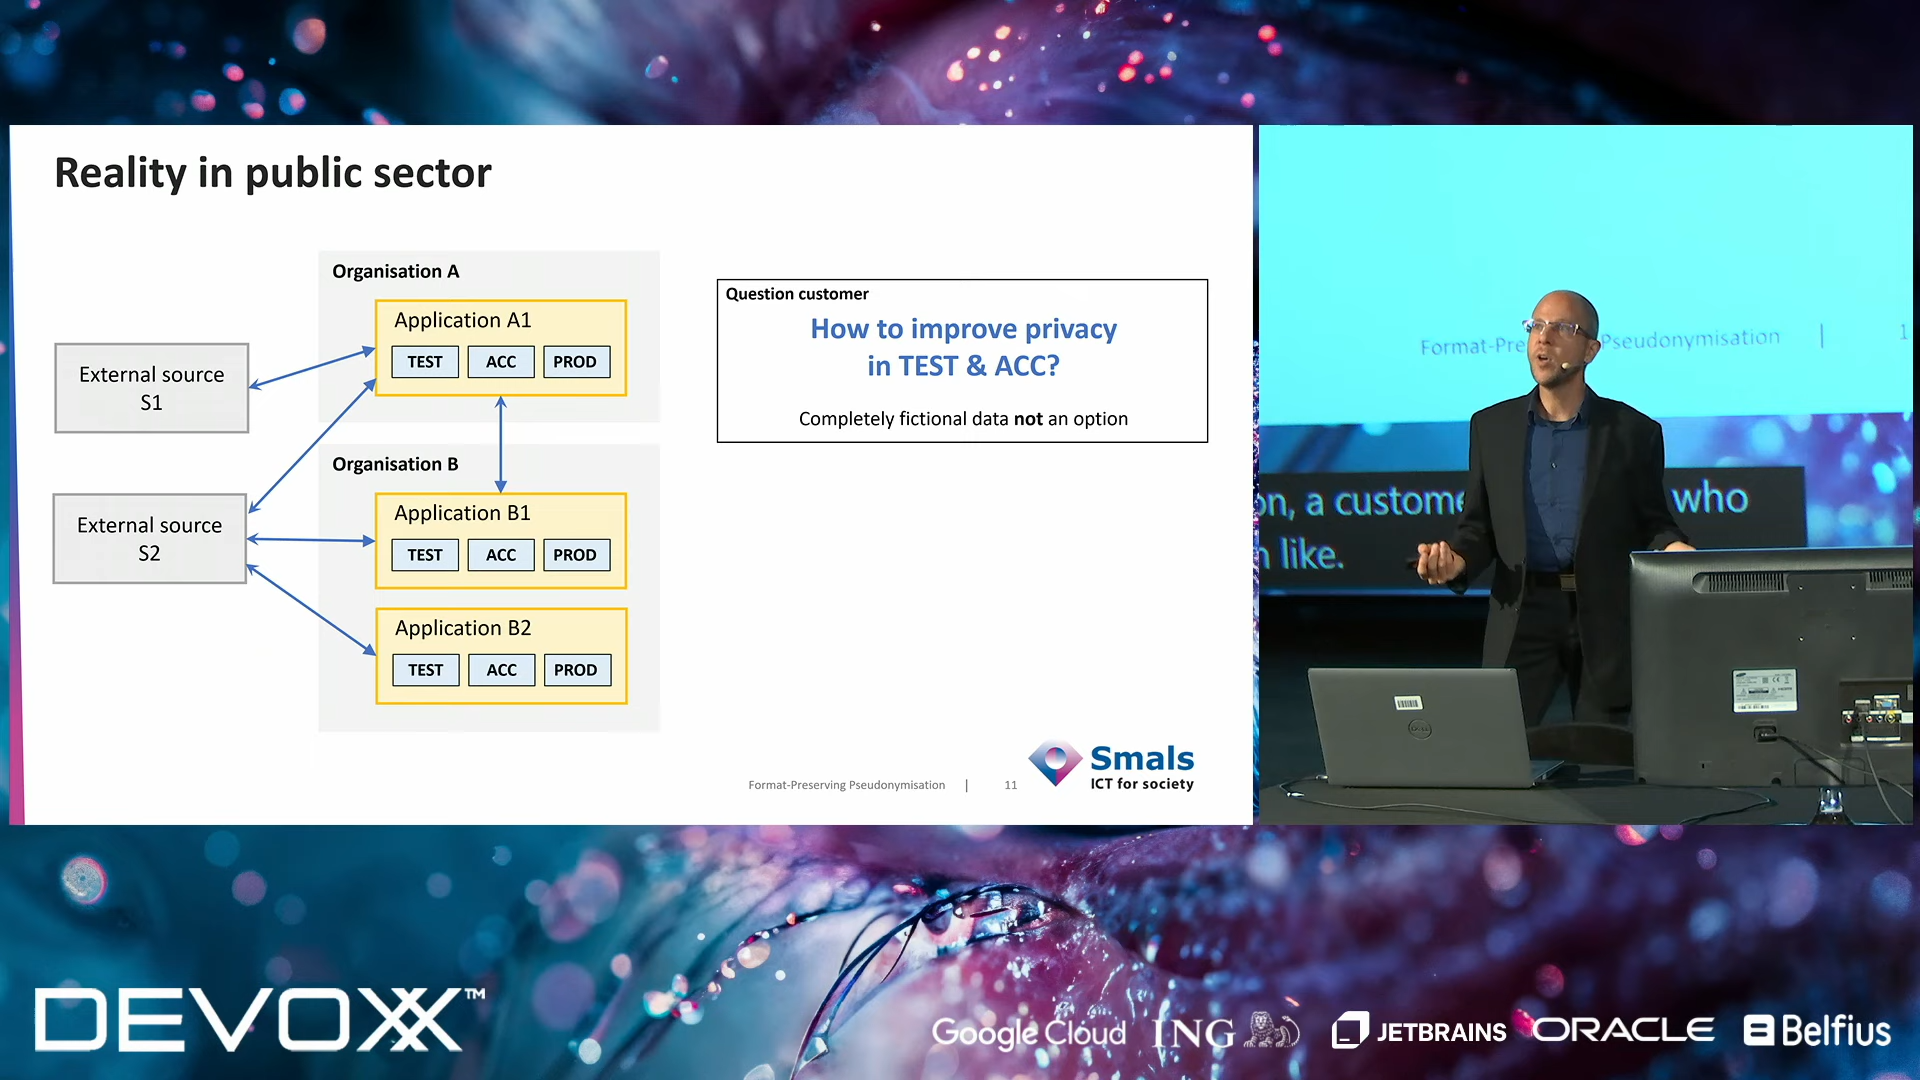 Reality in public sector
Organisation A
Application A1
TEST ACC PROD
External source
S1
Organisation B
Application B1
TEST ACC PROD
External source
S2
Application B2
TEST ACC PROD
Question customer
How to improve privacy
in TEST & ACC?
Completely fictional data not an option
Format-Preserving Pseudonymisation | 11
Smals
ICT for society
Format-Pre Pseudonymisation | 1
on, a custome who
n like.
DELL
DEVOXX™
Google Cloud ING JETBRAINS ORACLE Belfius